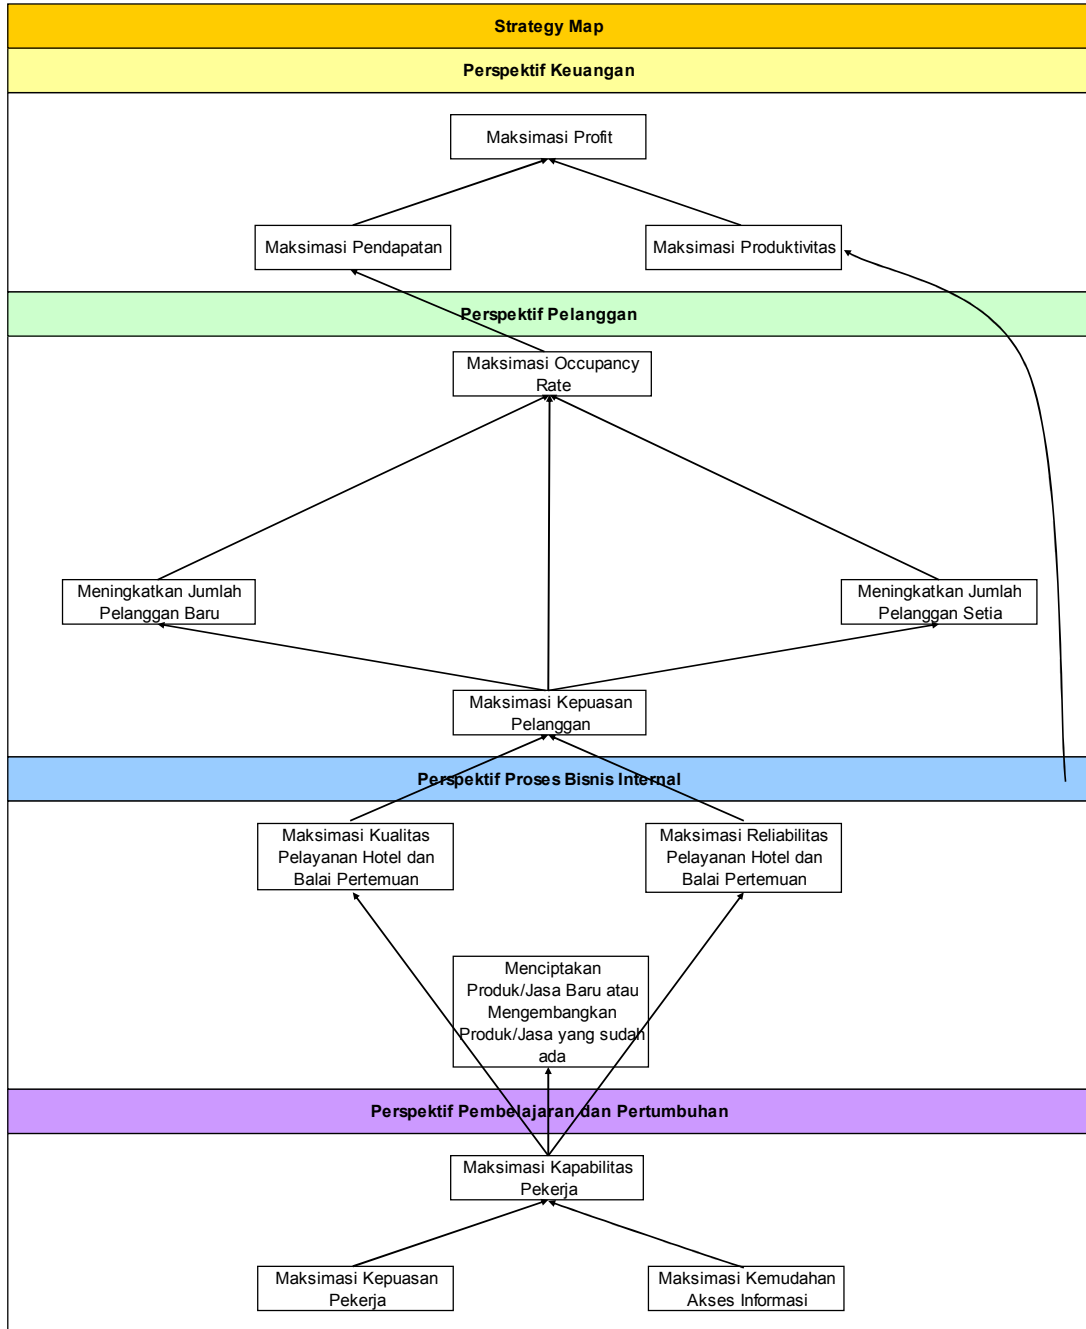 Strategy Map
Perspektif Keuangan
Maksimasi Profit
Maksimasi Pendapatan
Maksimasi Produktivitas
Perspektif Pelanggan
Maksimasi Occupancy
Rate
Meningkatkan Jumlah
Pelanggan Baru
Meningkatkan Jumlah
Pelanggan Setia
Maksimasi Kepuasan
Pelanggan
Perspektif Proses Bisnis Internal
Maksimasi Kualitas
Pelayanan Hotel dan
Balai Pertemuan
Maksimasi Reliabilitas
Pelayanan Hotel dan
Balai Pertemuan
Menciptakan
Produk/Jasa Baru atau
Mengembangkan
Produk/Jasa yang sudah
ada
Perspektif Pembelajaran dan Pertumbuhan
Maksimasi Kapabilitas
Pekerja
Maksimasi Kepuasan
Pekerja
Maksimasi Kemudahan
Akses Informasi